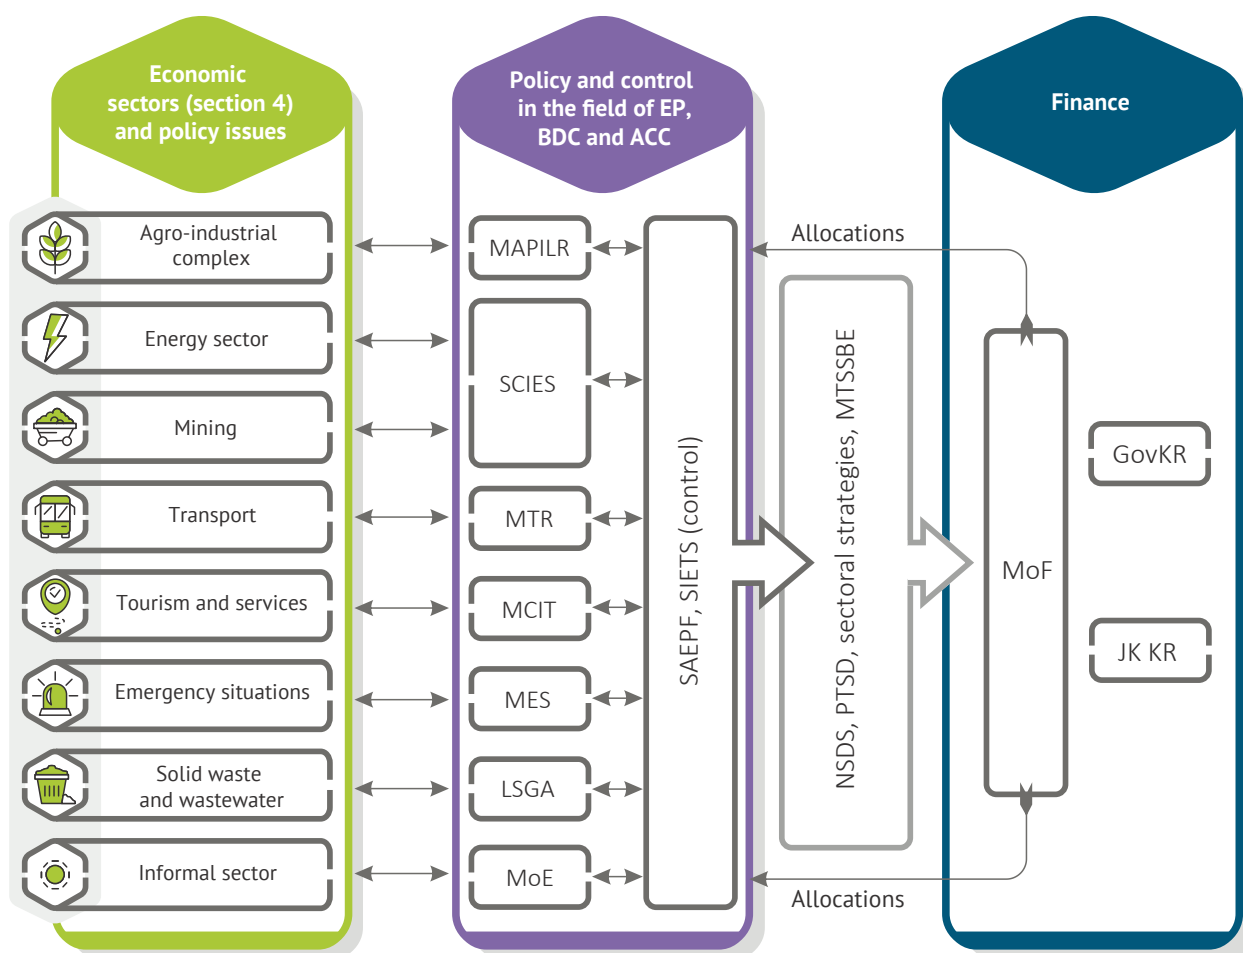 Economic
sectors (section 4)
and policy issues
Policy and control
in the field of EP,
BDC and ACC
Finance
Agro-industrial
complex
Energy sector
Mining
Transport
Tourism and services
Emergency situations
Solid waste
and wastewater
Informal sector
MAPILR
SCIES
MTR
MCIT
MES
LSGA
MoE
SAEPF, SIETS (control)
Allocations
NSDS, PTSD, sectoral strategies, MTSSBE
Allocations
MoF
GovKR
JK KR